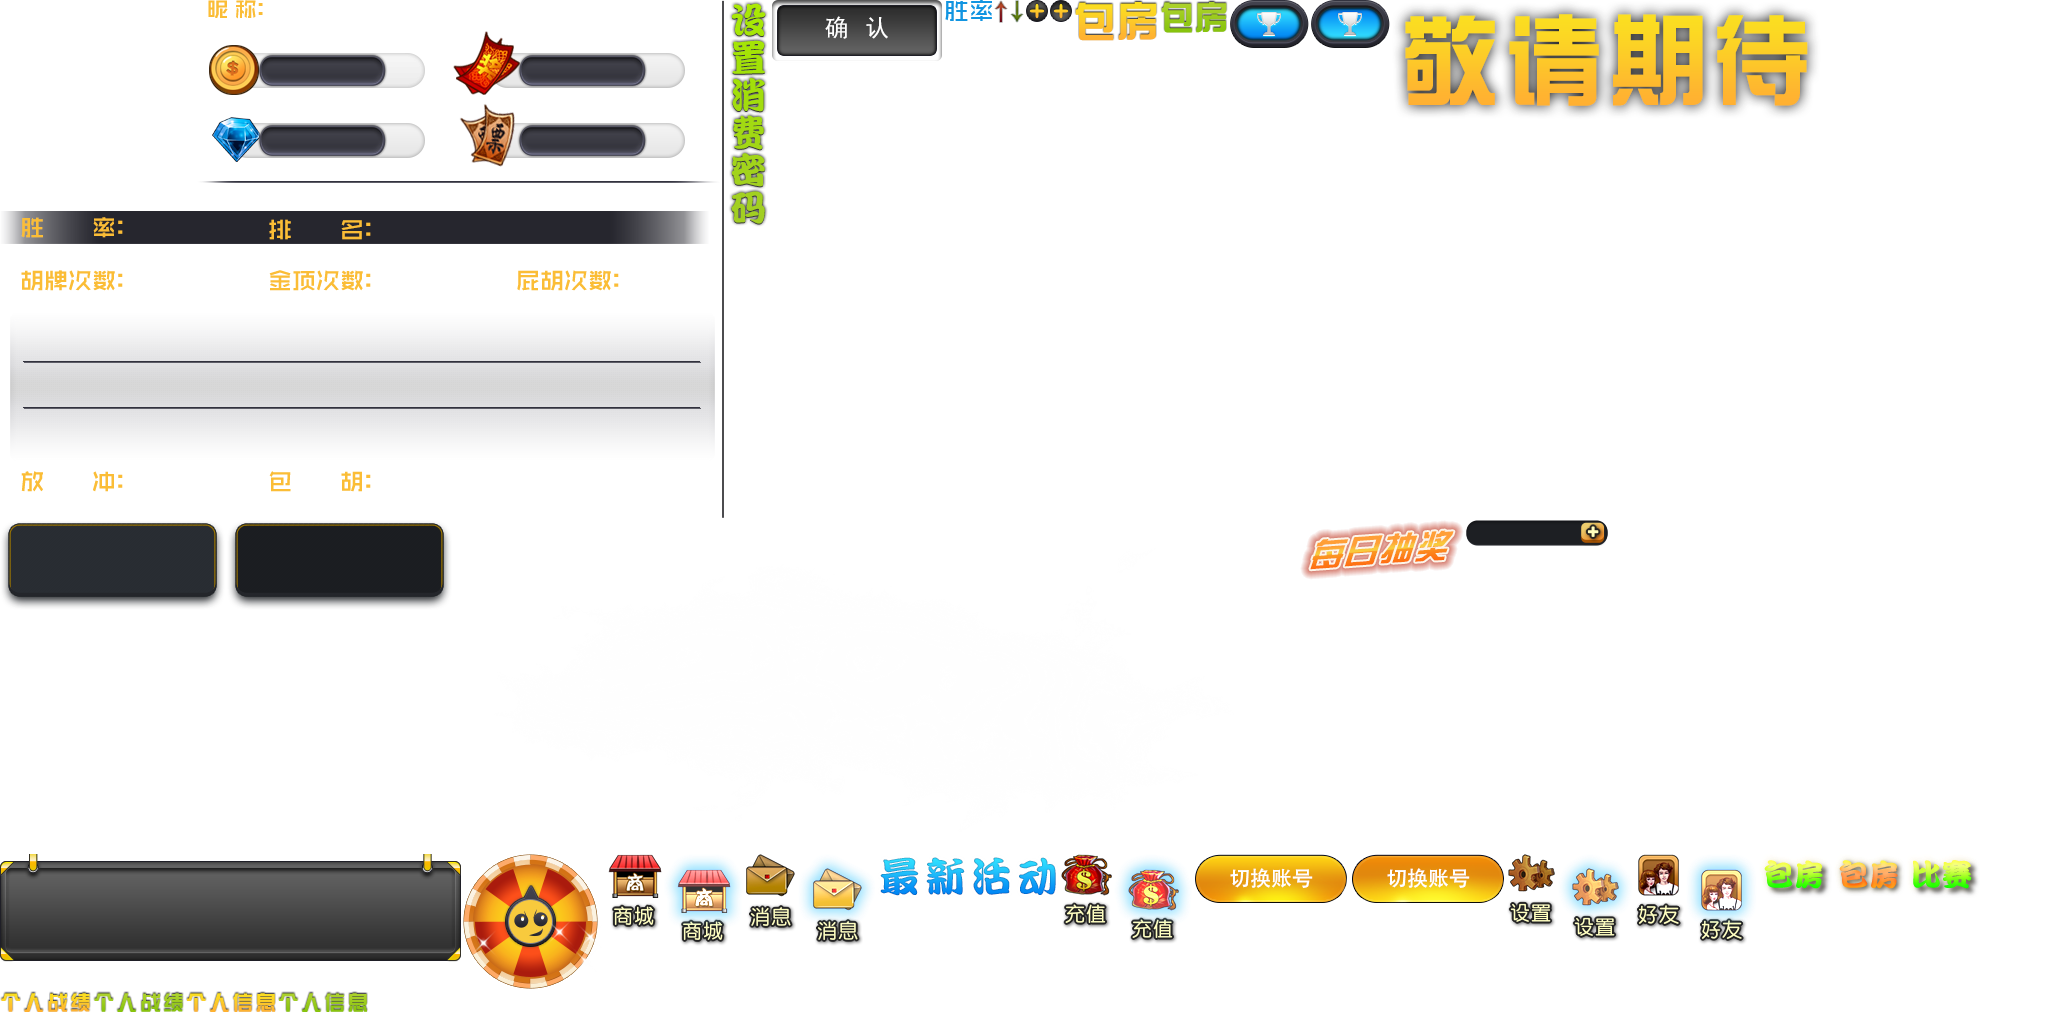 昵 称:
设置消费密码
确 认
胜率
包房
包房
敬请期待
票
胜 率:
排 名:
胡牌次数:
金顶次数:
屁胡次数:
放 冲:
包 胡:
每日抽奖
商
商城
商
商城
消息
消息
最新活动
充值
充值
切换账号
切换账号
设置
设置
好友
好友
包房
包房
比赛
个人战绩
个人战绩
个人信息
个人信息